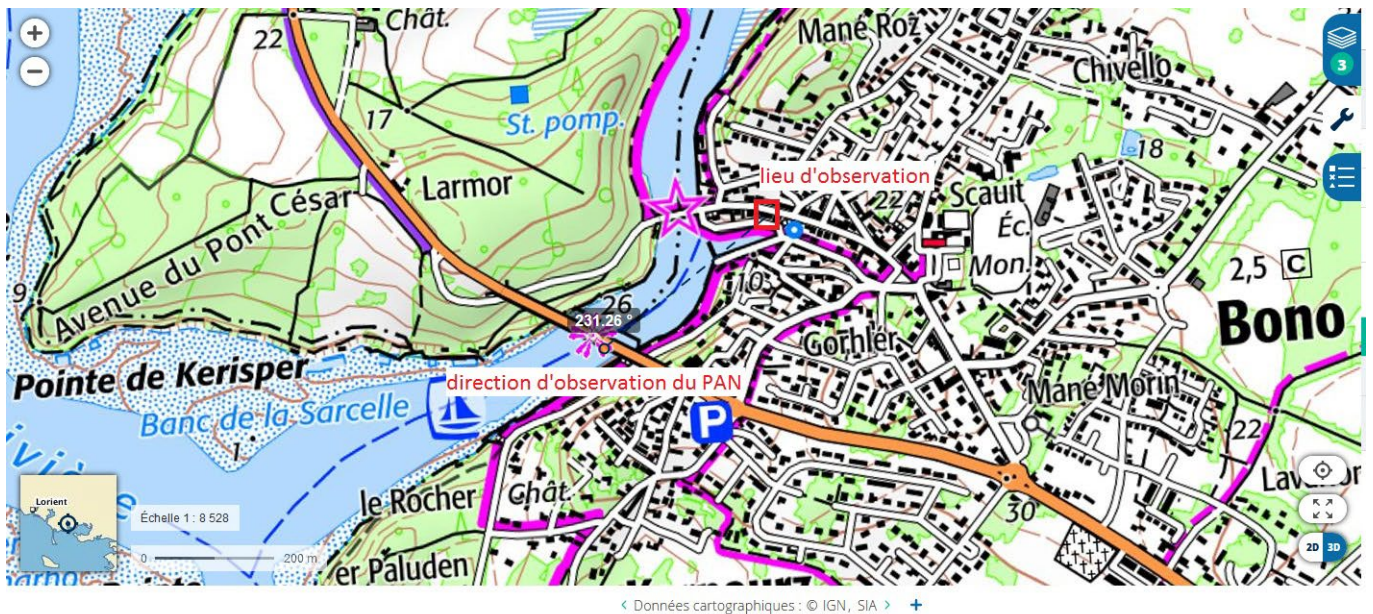 Chât.
22
Mané Roz
Chivello
3
17
St. pomp.
18
lieu d'observation
Larmor
Scauit
22
Avenue du Pont César
Éc.
Mon.
2,5 C
9
10
26
231,26 °
Bono
Gorhler
Pointe de Kerisper
direction d'observation du PAN
Mané Morin
Banc de la Sarcelle
P
22
Lorient
Échelle 1 : 8 528
le Rocher
Chât.
30
0 200 m
er Paluden
2D 3D
Données cartographiques : © IGN, SIA